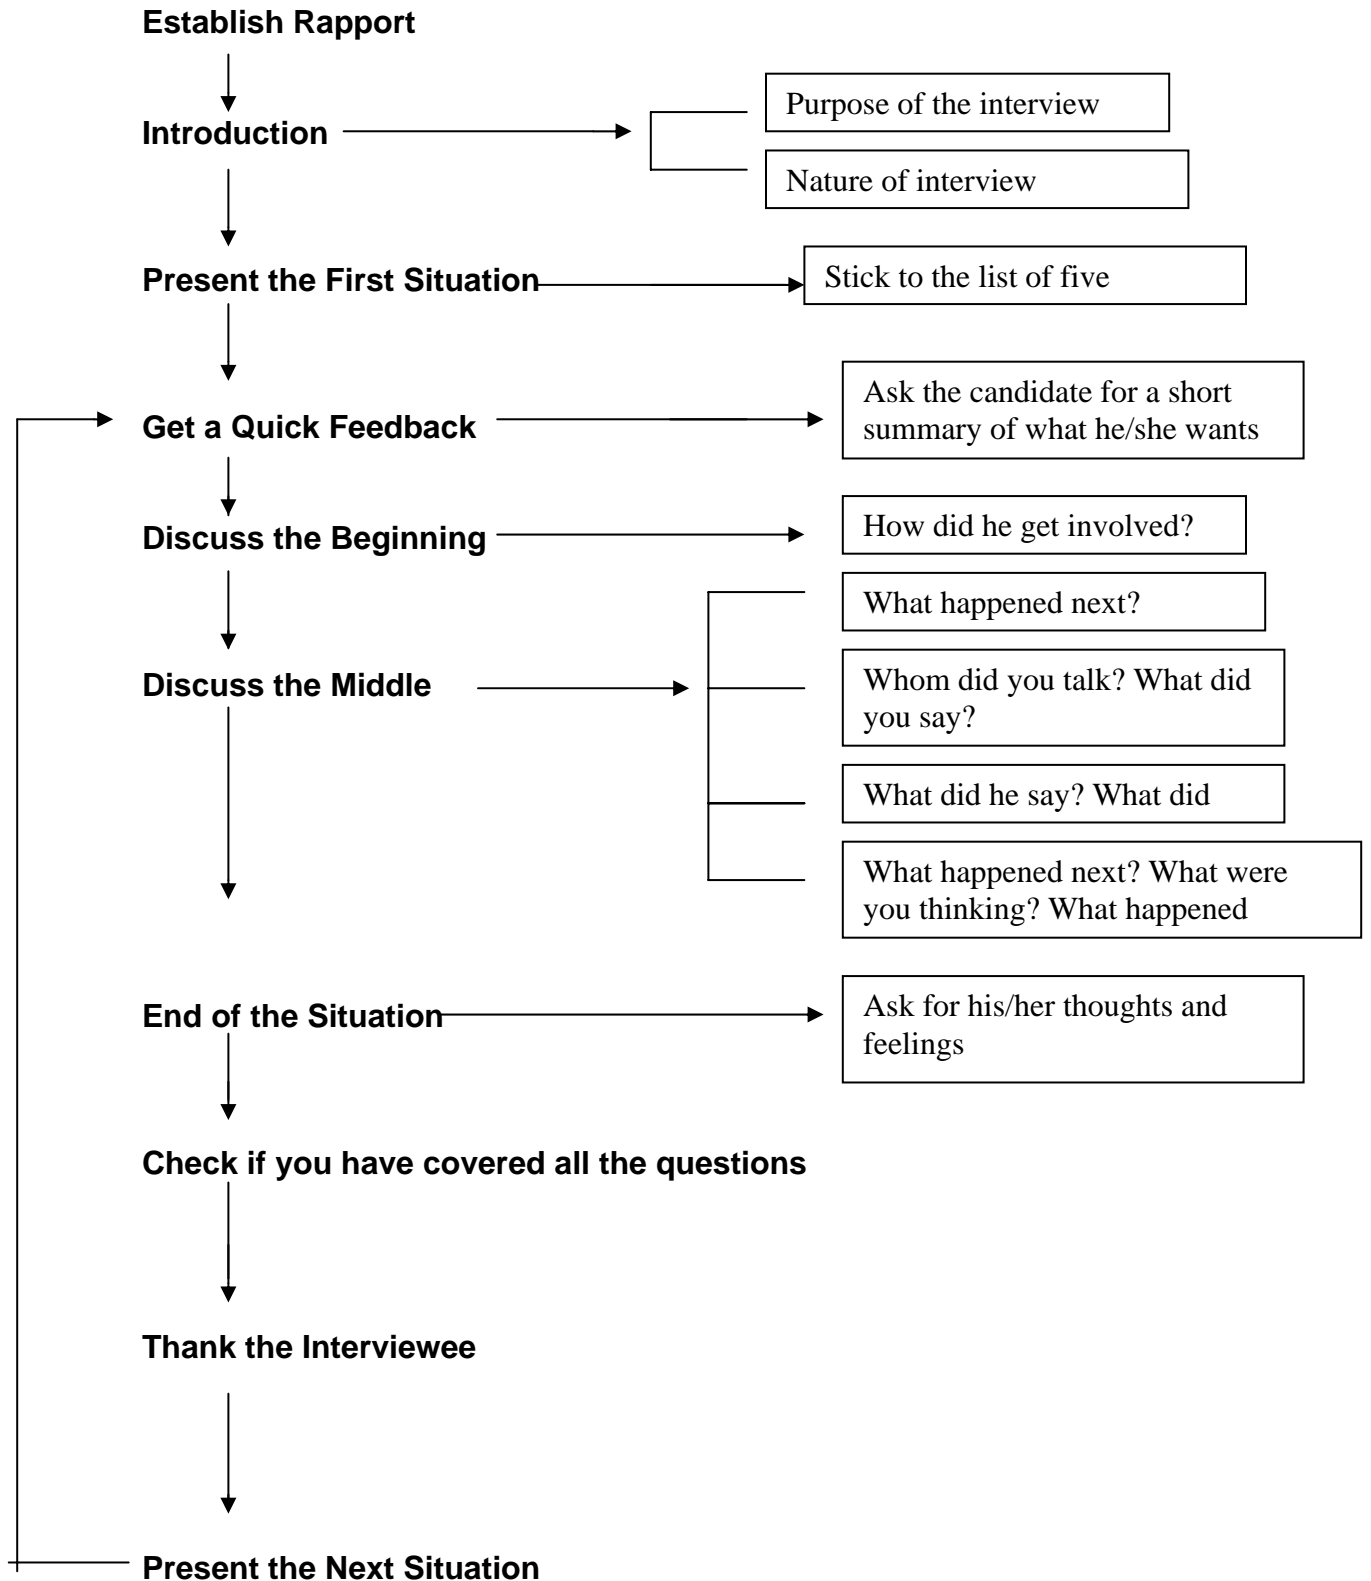 Establish Rapport
Introduction
Purpose of the interview
Nature of interview
Present the First Situation
Stick to the list of five
Get a Quick Feedback
Ask the candidate for a short
summary of what he/she wants
Discuss the Beginning
How did he get involved?
Discuss the Middle
What happened next?
Whom did you talk? What did
you say?
What did he say? What did
What happened next? What were
you thinking? What happened
End of the Situation
Ask for his/her thoughts and
feelings
Check if you have covered all the questions
Thank the Interviewee
Present the Next Situation